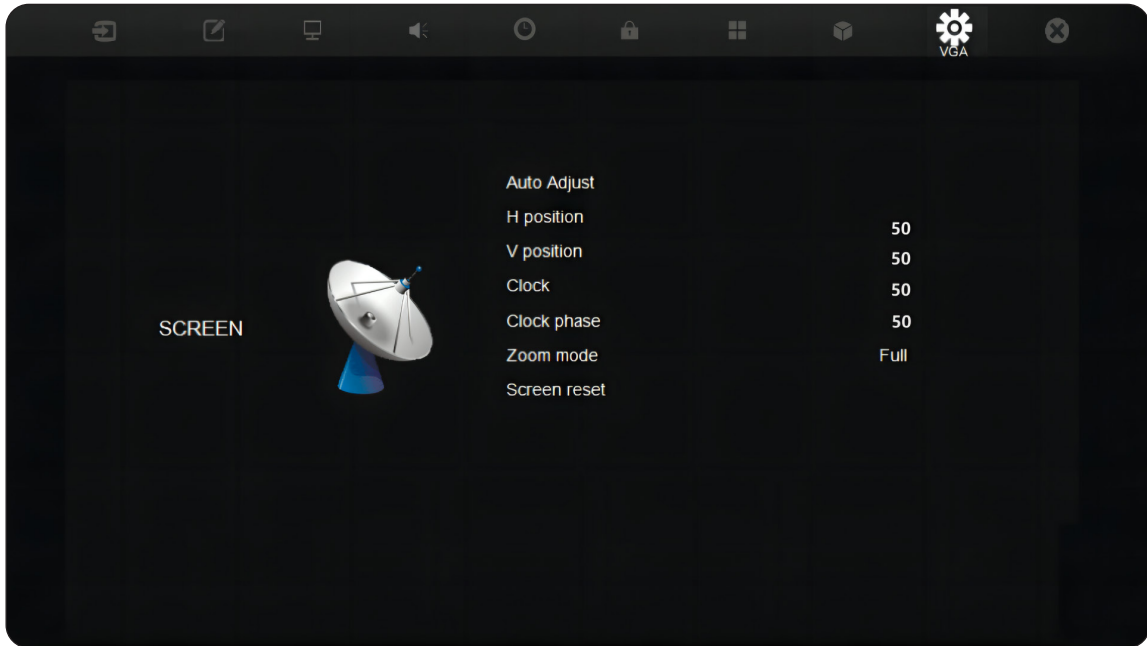 VGA
SCREEN
Auto Adjust
H position 50
V position 50
Clock 50
Clock phase 50
Zoom mode Full
Screen reset